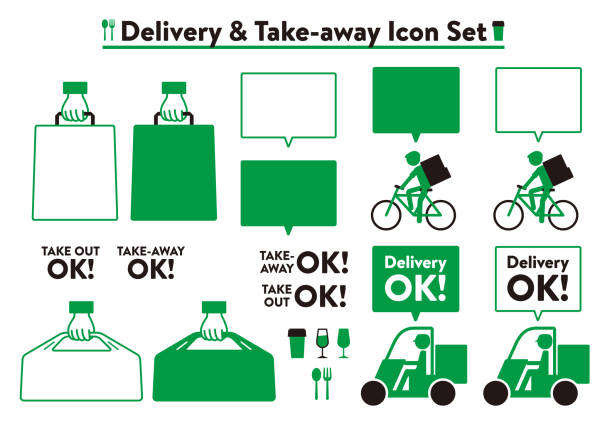 Delivery & Take-away Icon Set
TAKE OUT
OK!
TAKE-AWAY
OK!
TAKE-
AWAY OK!
TAKE
OUT OK!
Delivery
OK!
Delivery
OK!